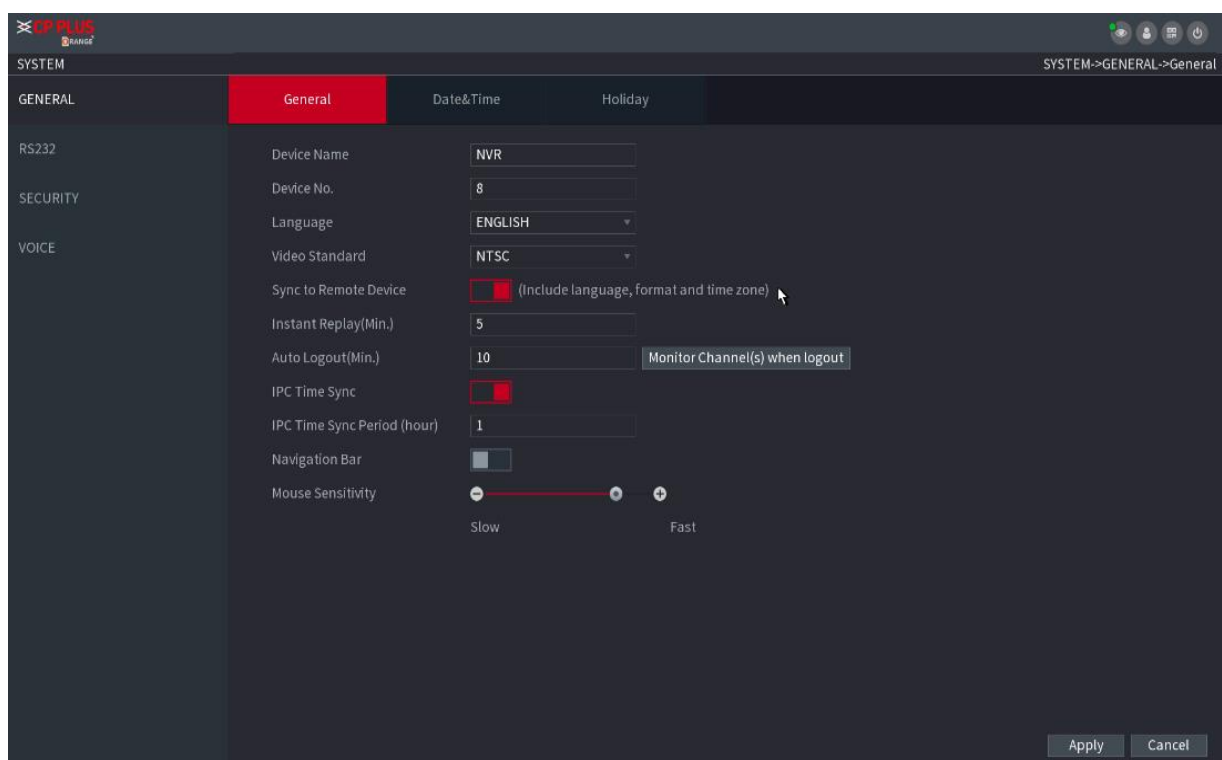 CP PLUS
ORANGE
SYSTEM
SYSTEM->GENERAL->General
GENERAL
General
Date&Time
Holiday
RS232
SECURITY
VOICE
Device Name
NVR
Device No.
8
Language
ENGLISH
Video Standard
NTSC
Sync to Remote Device
(Include language, format and time zone)
Instant Replay(Min.)
5
Auto Logout(Min.)
10
Monitor Channel(s) when logout
IPC Time Sync
IPC Time Sync Period (hour)
1
Navigation Bar
Mouse Sensitivity
Slow
Fast
Apply
Cancel